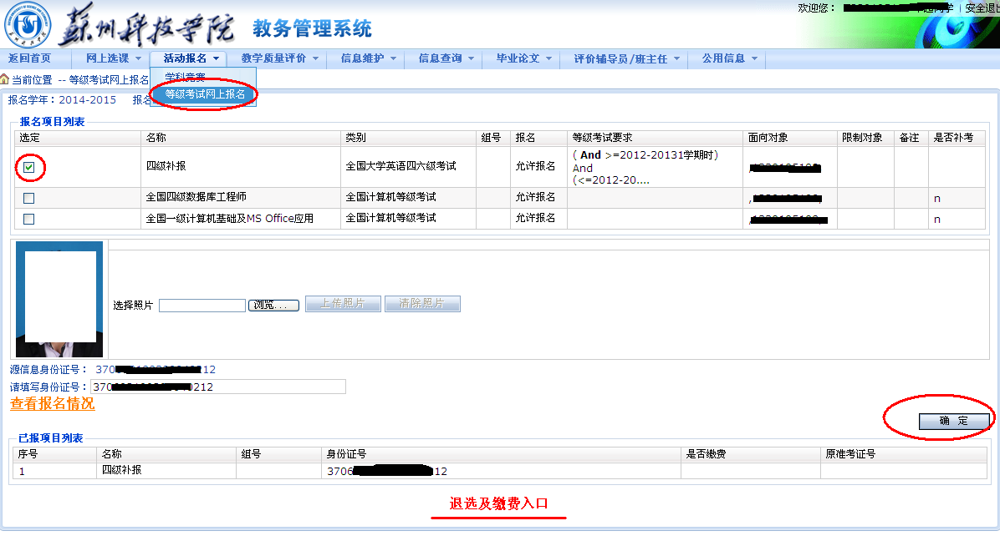 欢迎您： 同学 | 安全退出
苏州科技学院 教务管理系统
返回首页 网上选课 活动报名 教学质量评价 信息维护 信息查询 毕业论文 评价辅导员/班主任 公用信息
学科竞赛
当前位置 -- 等级考试网上报名
等级考试网上报名
报名学年：2014-2015 报名
报名项目列表
选定 名称 类别 组号 报名 等级考试要求 面向对象 限制对象 备注 是否补考
四级补报 全国大学英语四六级考试 允许报名 ( And >=2012-20131学期时)
And
(<=2012-20....
全国四级数据库工程师 全国计算机等级考试 允许报名 n
全国一级计算机基础及MS Office应用 全国计算机等级考试 允许报名 n
选择照片 浏览... 上传照片 清除照片
源信息身份证号： 370 212
请填写身份证号：370 0212
查看报名情况
确 定
已报项目列表
序号 名称 组号 身份证号 是否缴费 原准考证号
1 四级补报 3706 12
退选及缴费入口